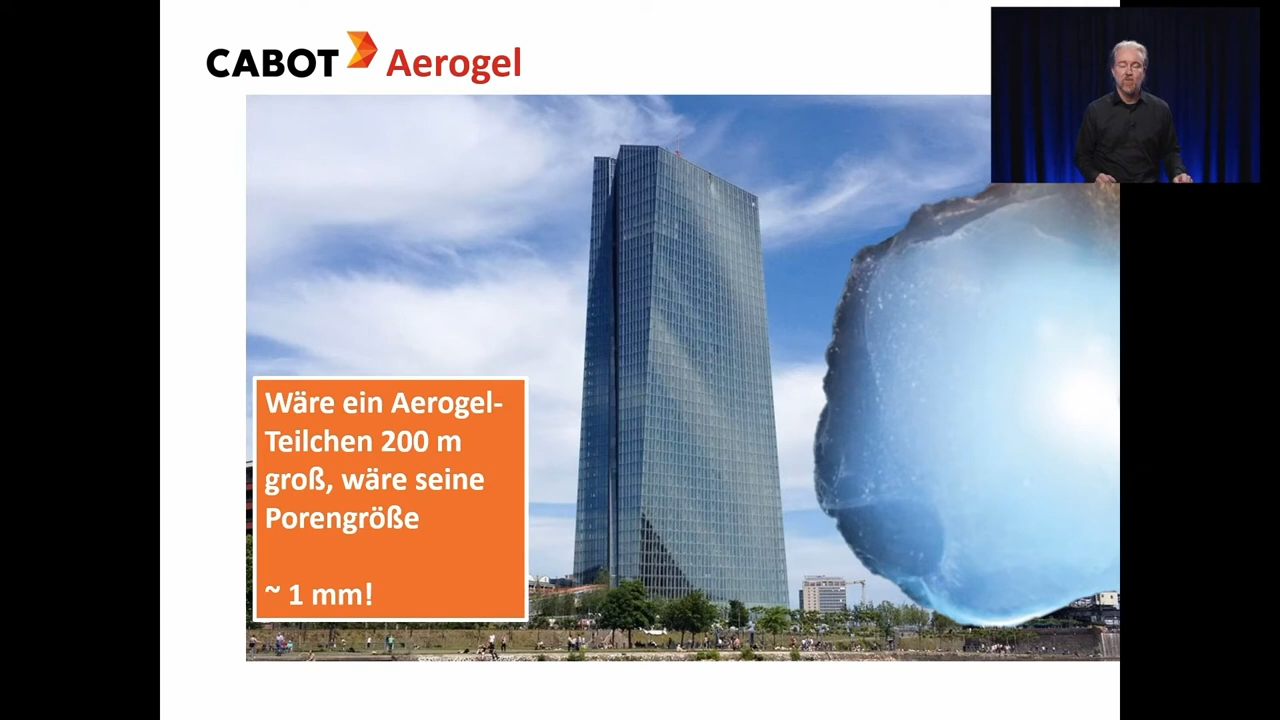 CABOT Aerogel
Wäre ein Aerogel-
Teilchen 200 m
groß, wäre seine
Porengröße
~ 1 mm!